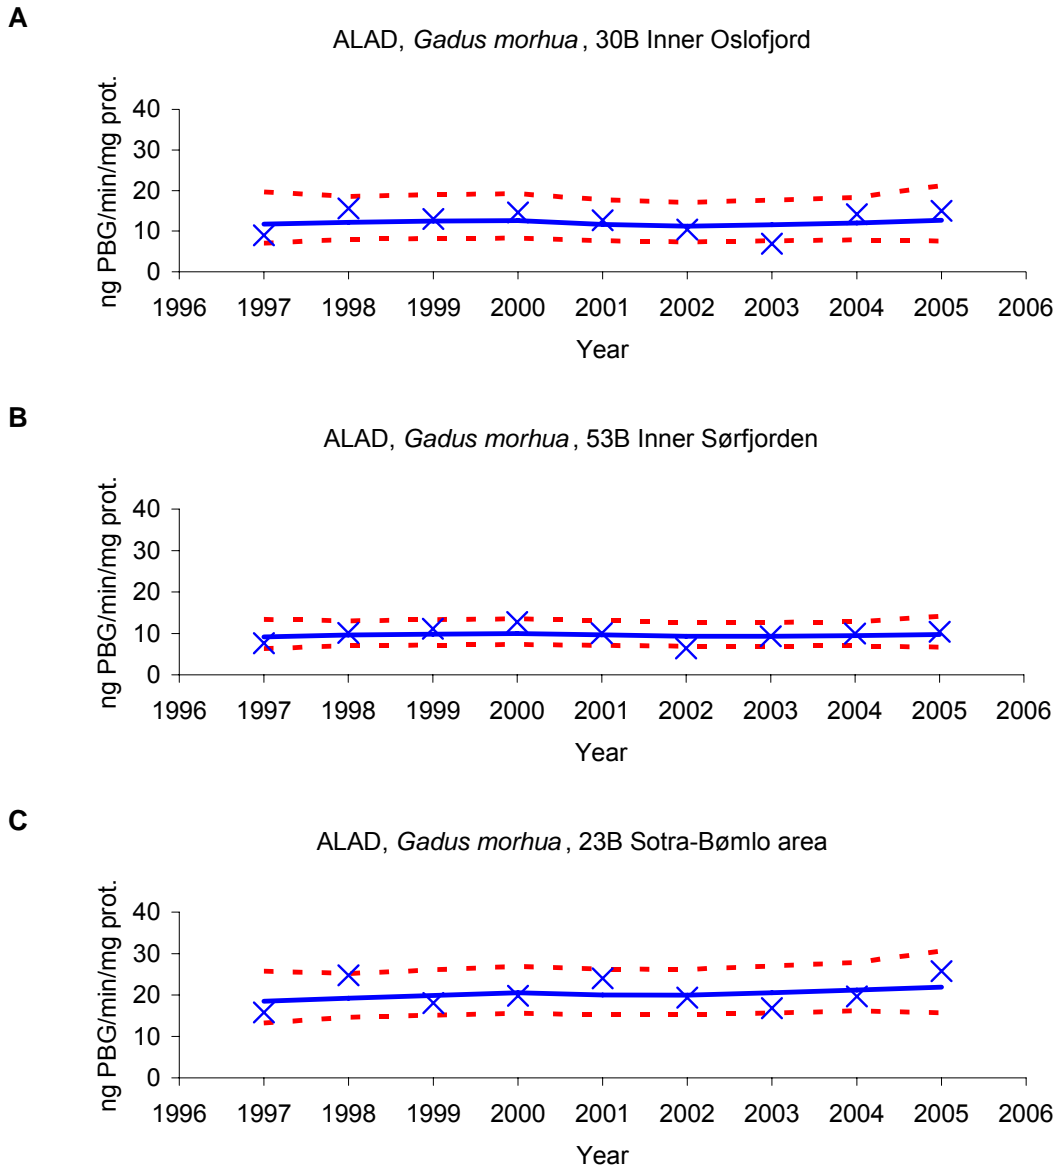 A
ALAD, Gadus morhua, 30B Inner Oslofjord
ng PBG/min/mg prot.
40
30
20
10
0
1996 1997 1998 1999 2000 2001 2002 2003 2004 2005 2006
Year
B
ALAD, Gadus morhua, 53B Inner Sørfjorden
ng PBG/min/mg prot.
40
30
20
10
0
1996 1997 1998 1999 2000 2001 2002 2003 2004 2005 2006
Year
C
ALAD, Gadus morhua, 23B Sotra-Bømlo area
ng PBG/min/mg prot.
40
30
20
10
0
1996 1997 1998 1999 2000 2001 2002 2003 2004 2005 2006
Year